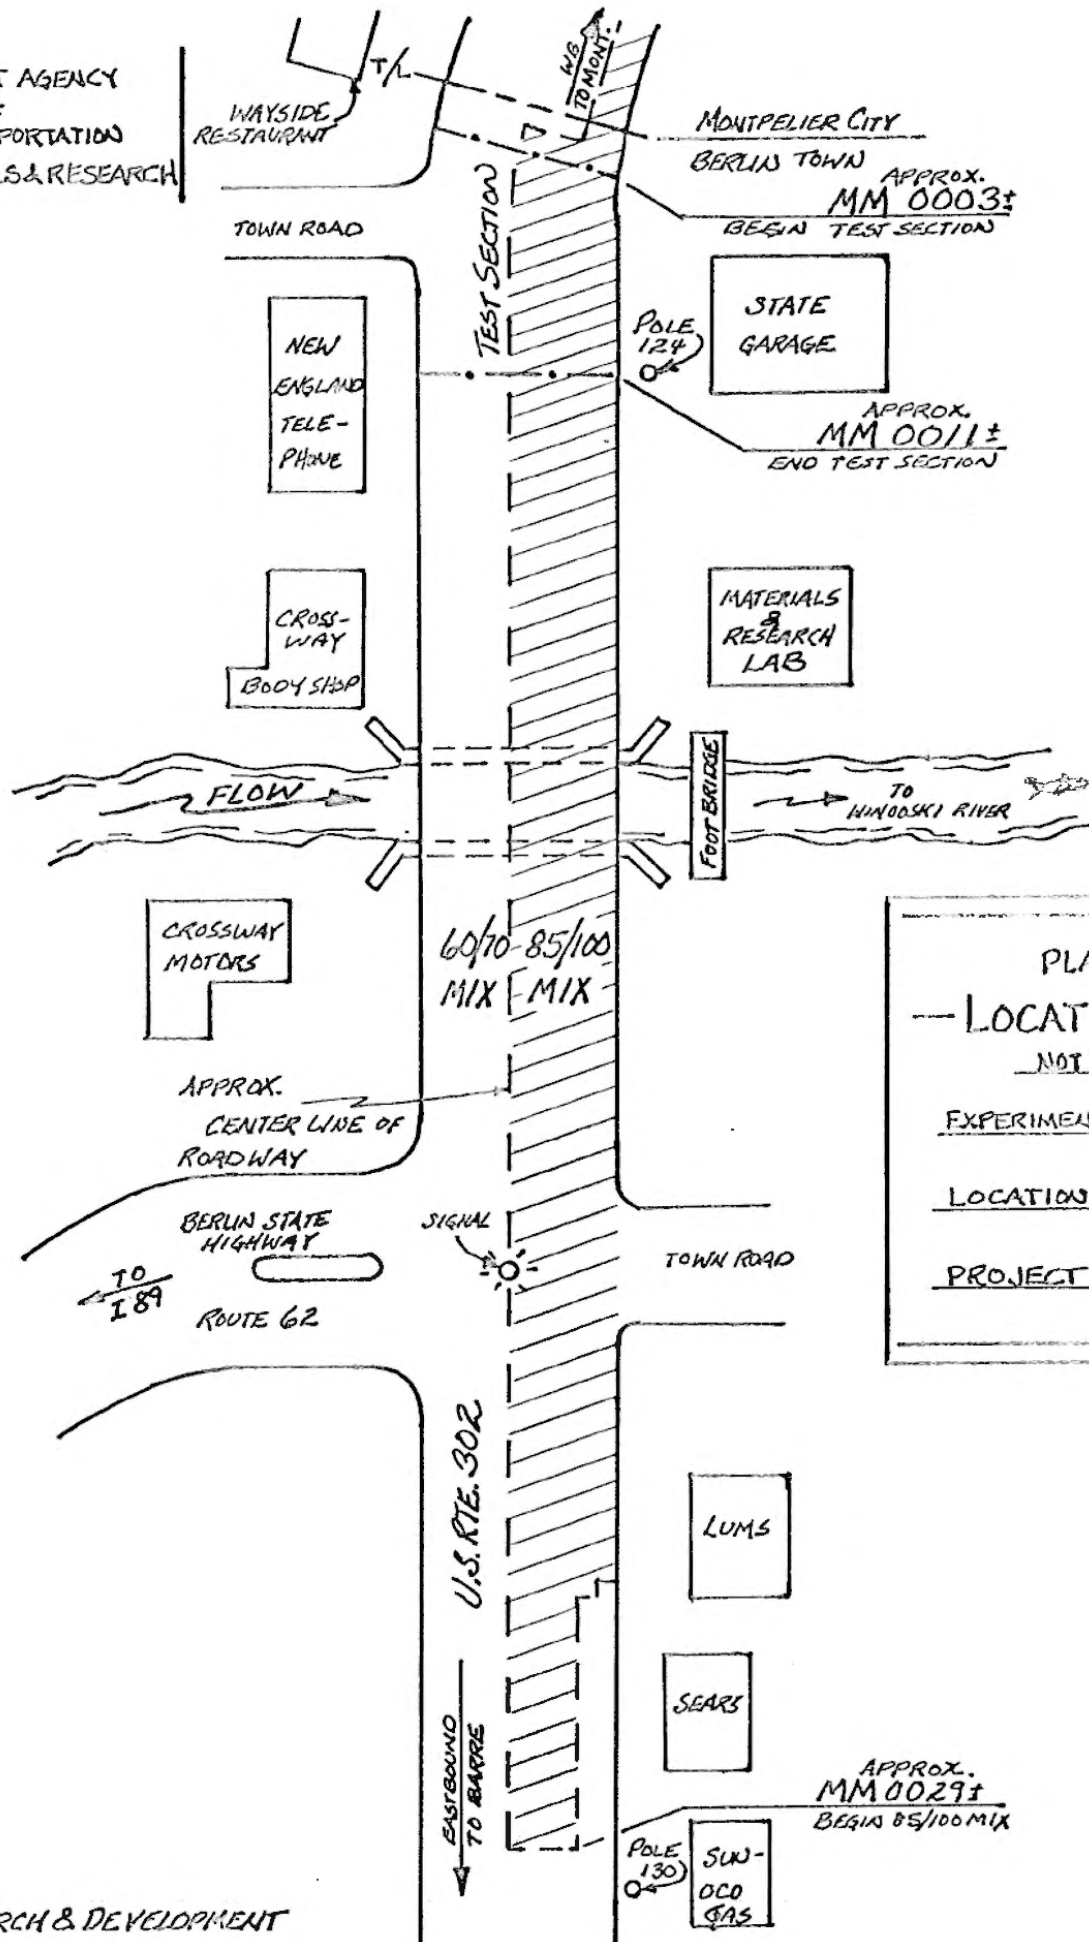 T AGENCY
PORTATION
LS & RESEARCH
WAYSIDE
RESTAURANT
T/L
WB
TO MONT.
MONTPELIER CITY
BERLIN TOWN
APPROX.
MM 0003±
BEGIN TEST SECTION
TOWN ROAD
TEST SECTION
STATE
GARAGE
POLE
124
NEW
ENGLAND
TELE-
PHONE
APPROX.
MM 0011±
END TEST SECTION
CROSS-
WAY
BODY SHOP
MATERIALS
&
RESEARCH
LAB
FLOW
FOOT BRIDGE
TO
WINOOSKI RIVER
CROSSWAY
MOTORS
60/70 85/100
MIX MIX
PLA
LOCAT
NOT
EXPERIMEN
LOCATION
PROJECT
APPROX.
CENTER LINE OF
ROADWAY
BERLIN STATE
HIGHWAY
SIGNAL
TOWN ROAD
TO
I 89
ROUTE 62
U.S. RTE. 302
LUMS
SEARS
EASTBOUND
TO BARRE
APPROX.
MM 0029±
BEGIN 85/100 MIX
POLE
130
SUN-
OCO
GAS
RCH & DEVELOPMENT